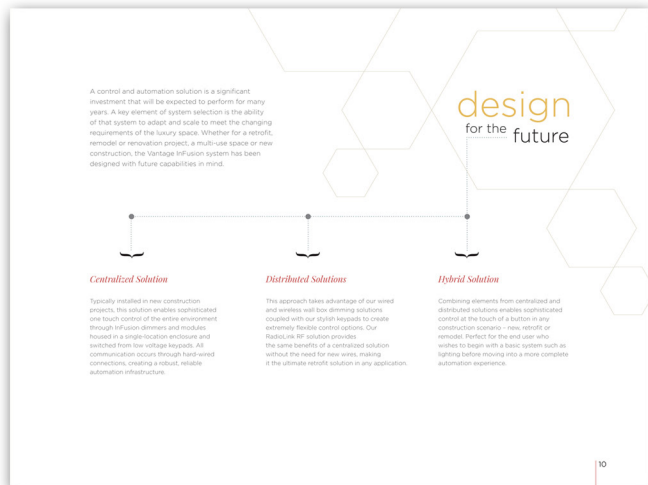 A control and automation solution is a significant
investment that will be expected to perform for many
years. A key element of system selection is the ability
of that system to adapt and scale to meet the changing
requirements of the luxury space. Whether for a retrofit,
remodel or renovation project, a multi-use space or new
construction, the Vantage InFusion system has been
designed with future capabilities in mind.
design
for the future
Centralized Solution
Typically installed in new construction
projects, this solution enables sophisticated
one touch control of the entire environment
through InFusion dimmers and modules
housed in a single-location enclosure and
switched from low voltage keypads. All
communication occurs through hard-wired
connections, creating a robust, reliable
automation infrastructure.
Distributed Solutions
This approach takes advantage of our wired
and wireless wall box dimming solutions
coupled with our stylish keypads to create
extremely flexible control options. Our
RadioLink RF solution provides
the same benefits of a centralized solution
without the need for new wires, making
it the ultimate retrofit solution in any application.
Hybrid Solution
Combining elements from centralized and
distributed solutions enables sophisticated
control at the touch of a button in any
construction scenario – new, retrofit or
remodel. Perfect for the end user who
wishes to begin with a basic system such as
lighting before moving into a more complete
automation experience.
10